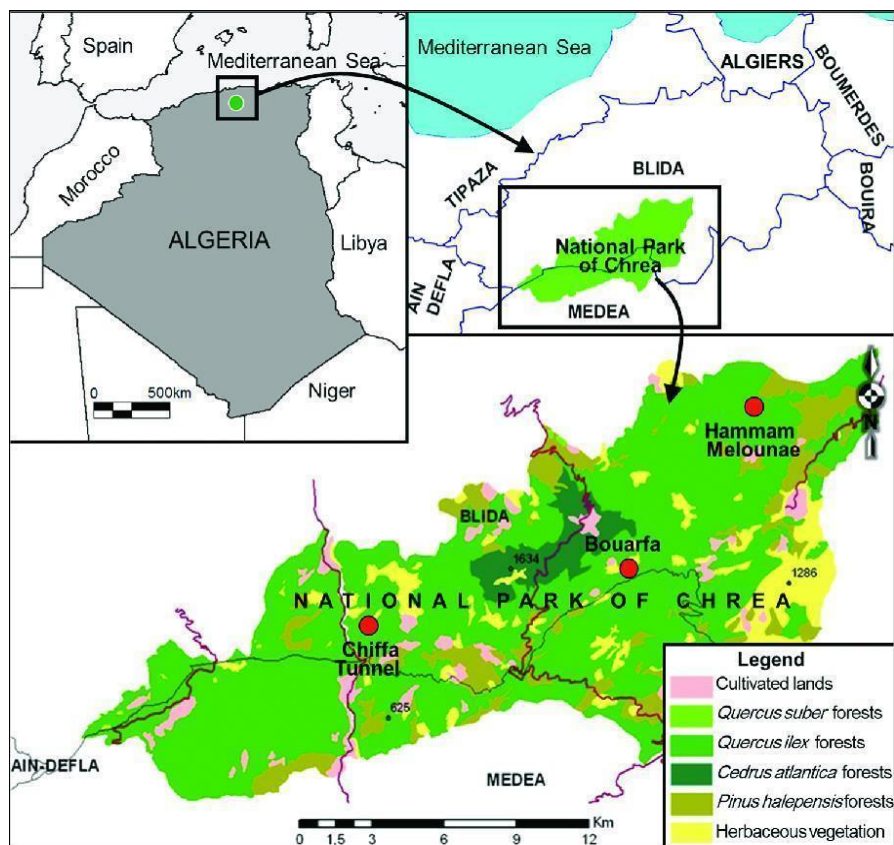 Spain
Mediterranean Sea
Morocco
ALGERIA
Libya
Niger
0 500km
Mediterranean Sea
ALGIERS
BOUMERDES
TIPAZA
BLIDA
BOUIRA
National Park
of Chrea
AIN
DEFLA
MEDEA
Hammam
Melounae
N
BLIDA
Bouarfa
1634
1286
NATIONAL PARK OF CHREA
Chiffa
Tunnel
625
AIN-DEFLA
MEDEA
Km
0 1.5 3 6 9 12
Legend
Cultivated lands
Quercus suber forests
Quercus ilex forests
Cedrus atlantica forests
Pinus halepensis forests
Herbaceous vegetation